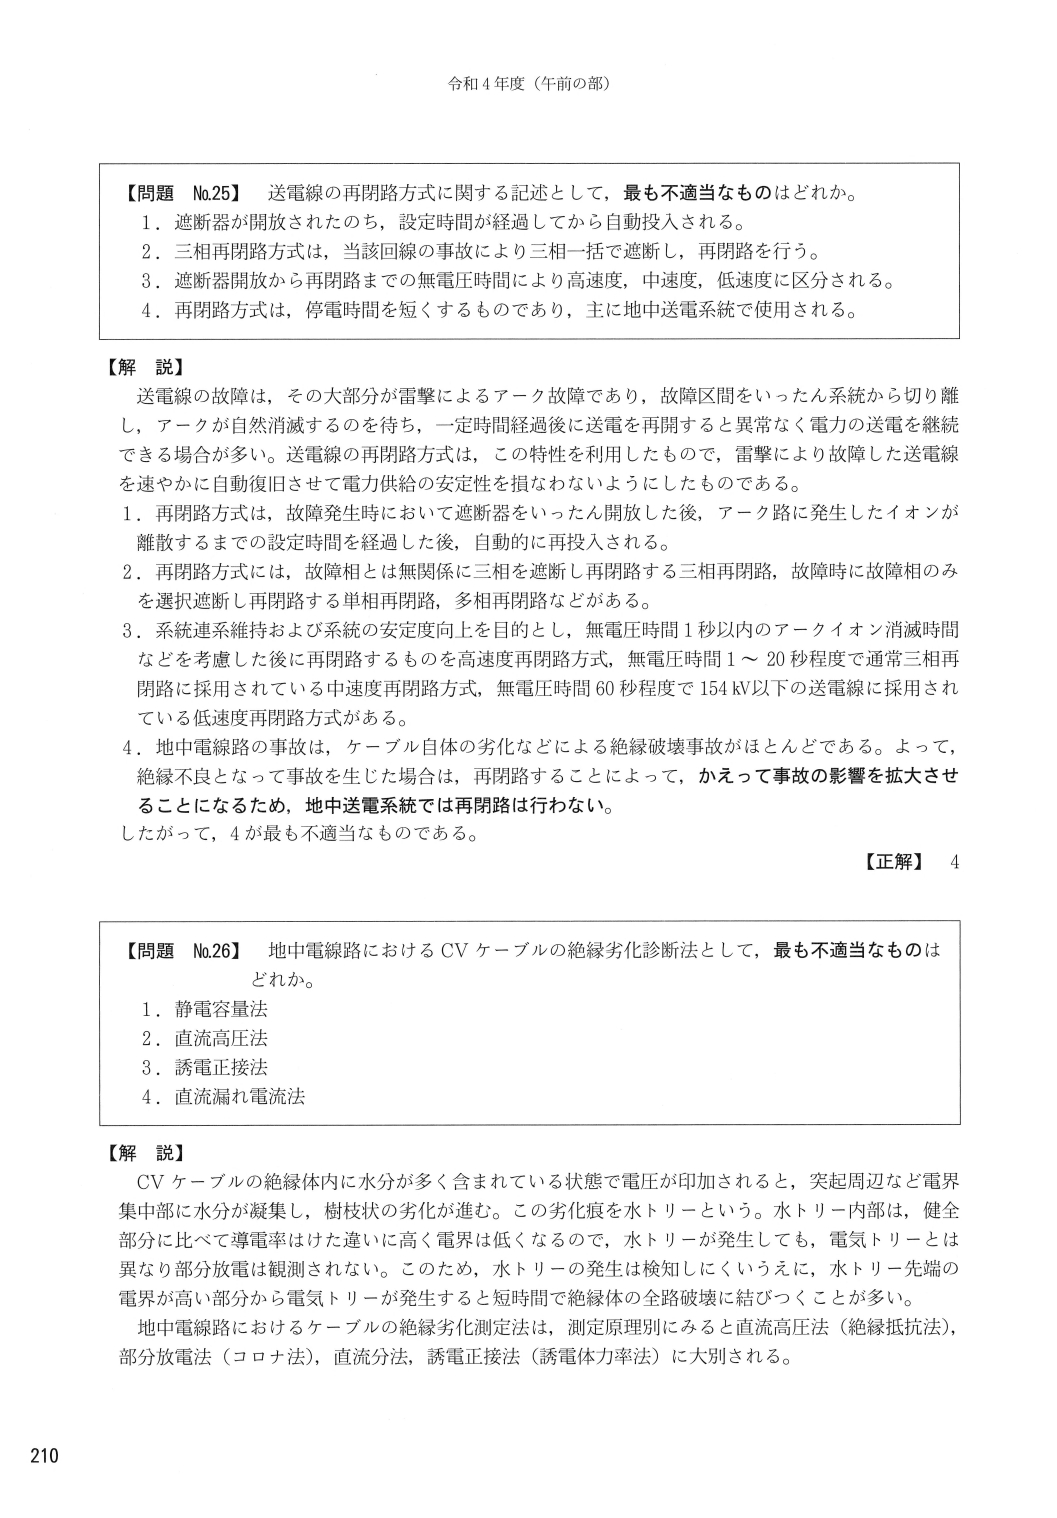 令和4年度（午前の部）
【問題　No.25】　送電線の再閉路方式に関する記述として，最も不適当なものはどれか。
1．遮断器が開放されたのち，設定時間が経過してから自動投入される。
2．三相再閉路方式は，当該回線の事故により三相一括で遮断し，再閉路を行う。
3．遮断器開放から再閉路までの無電圧時間により高速度，中速度，低速度に区分される。
4．再閉路方式は，停電時間を短くするものであり，主に地中送電系統で使用される。
【解　説】
送電線の故障は，その大部分が雷撃によるアーク故障であり，故障区間をいったん系統から切り離
し，アークが自然消滅するのを待ち，一定時間経過後に送電を再開すると異常なく電力の送電を継続
できる場合が多い。送電線の再閉路方式は，この特性を利用したもので，雷撃により故障した送電線
を速やかに自動復旧させて電力供給の安定性を損なわないようにしたものである。
1．再閉路方式は，故障発生時において遮断器をいったん開放した後，アーク路に発生したイオンが
離散するまでの設定時間を経過した後，自動的に再投入される。
2．再閉路方式には，故障相とは無関係に三相を遮断し再閉路する三相再閉路，故障時に故障相のみ
を選択遮断し再閉路する単相再閉路，多相再閉路などがある。
3．系統連系維持および系統の安定度向上を目的とし，無電圧時間1秒以内のアークイオン消滅時間
などを考慮した後に再閉路するものを高速度再閉路方式，無電圧時間1～20秒程度で通常三相再
閉路に採用されている中速度再閉路方式，無電圧時間60秒程度で154kV以下の送電線に採用され
ている低速度再閉路方式がある。
4．地中電線路の事故は，ケーブル自体の劣化などによる絶縁破壊事故がほとんどである。よって，
絶縁不良となって事故を生じた場合は，再閉路することによって，かえって事故の影響を拡大させ
ることになるため，地中送電系統では再閉路は行わない。
したがって，4が最も不適当なものである。
【正解】　4
【問題　No.26】　地中電線路におけるCVケーブルの絶縁劣化診断法として，最も不適当なものは
どれか。
1．静電容量法
2．直流高圧法
3．誘電正接法
4．直流漏れ電流法
【解　説】
CVケーブルの絶縁体内に水分が多く含まれている状態で電圧が印加されると，突起周辺など電界
集中部に水分が凝集し，樹枝状の劣化が進む。この劣化痕を水トリーという。水トリー内部は，健全
部分に比べて導電率はけた違いに高く電界は低くなるので，水トリーが発生しても，電気トリーとは
異なり部分放電は観測されない。このため，水トリーの発生は検知しにくいうえに，水トリー先端の
電界が高い部分から電気トリーが発生すると短時間で絶縁体の全路破壊に結びつくことが多い。
地中電線路におけるケーブルの絶縁劣化測定法は，測定原理別にみると直流高圧法（絶縁抵抗法），
部分放電法（コロナ法），直流分法，誘電正接法（誘電体力率法）に大別される。
210